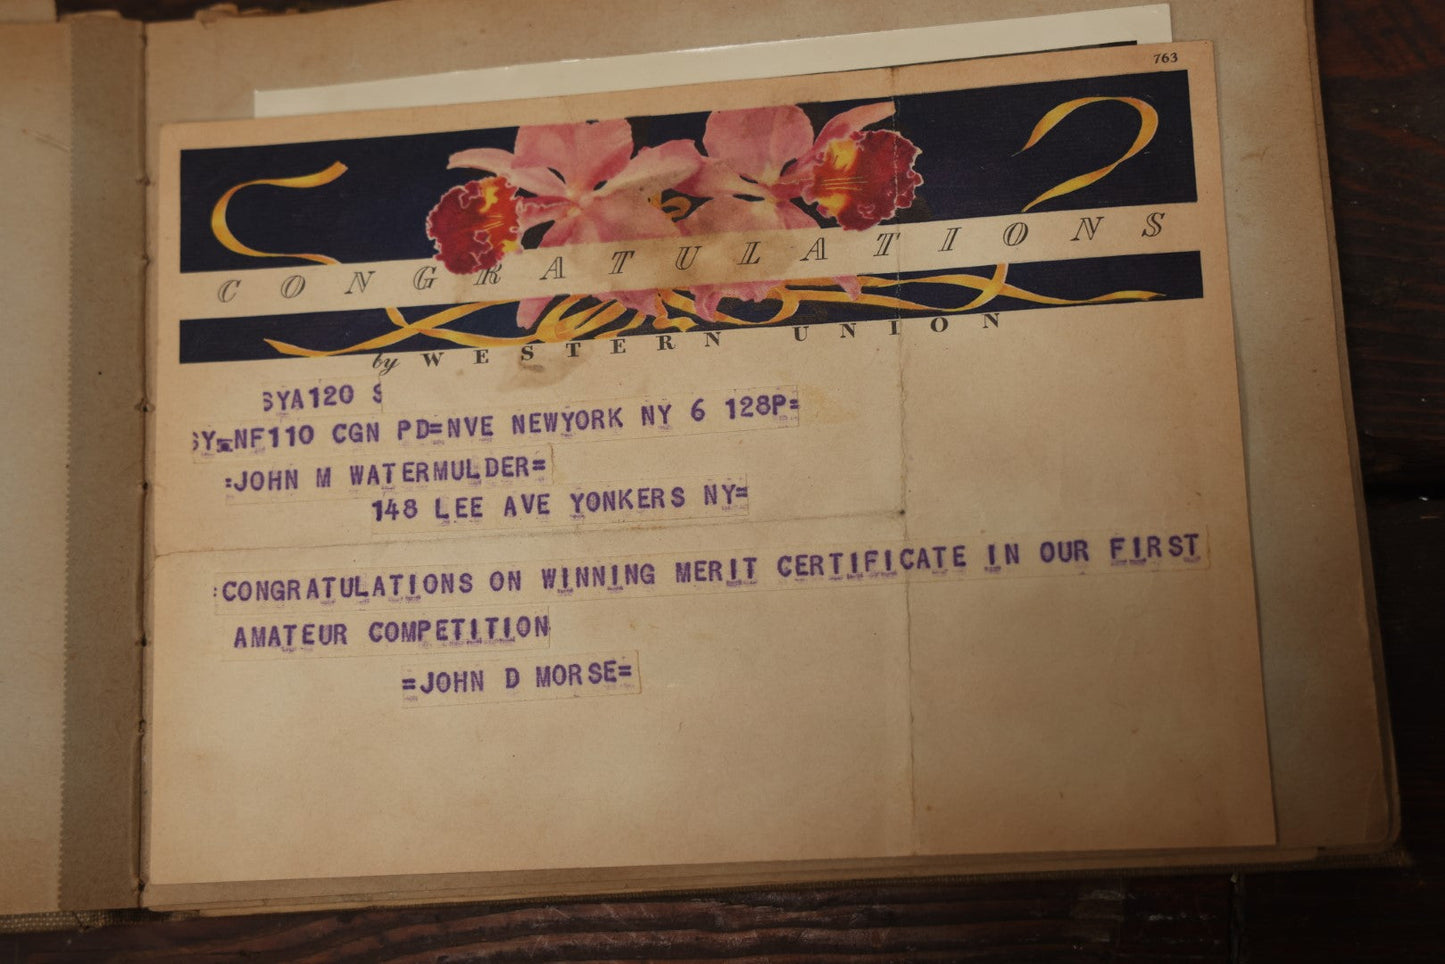 763
CONGRATULATIONS
by WESTERN UNION
SYA120 S
SY=NF110 CGN PD=NVE NEWYORK NY 6 128P=
:JOHN M WATERMULDER=
148 LEE AVE YONKERS NY=
:CONGRATULATIONS ON WINNING MERIT CERTIFICATE IN OUR FIRST
AMATEUR COMPETITION
=JOHN D MORSE=